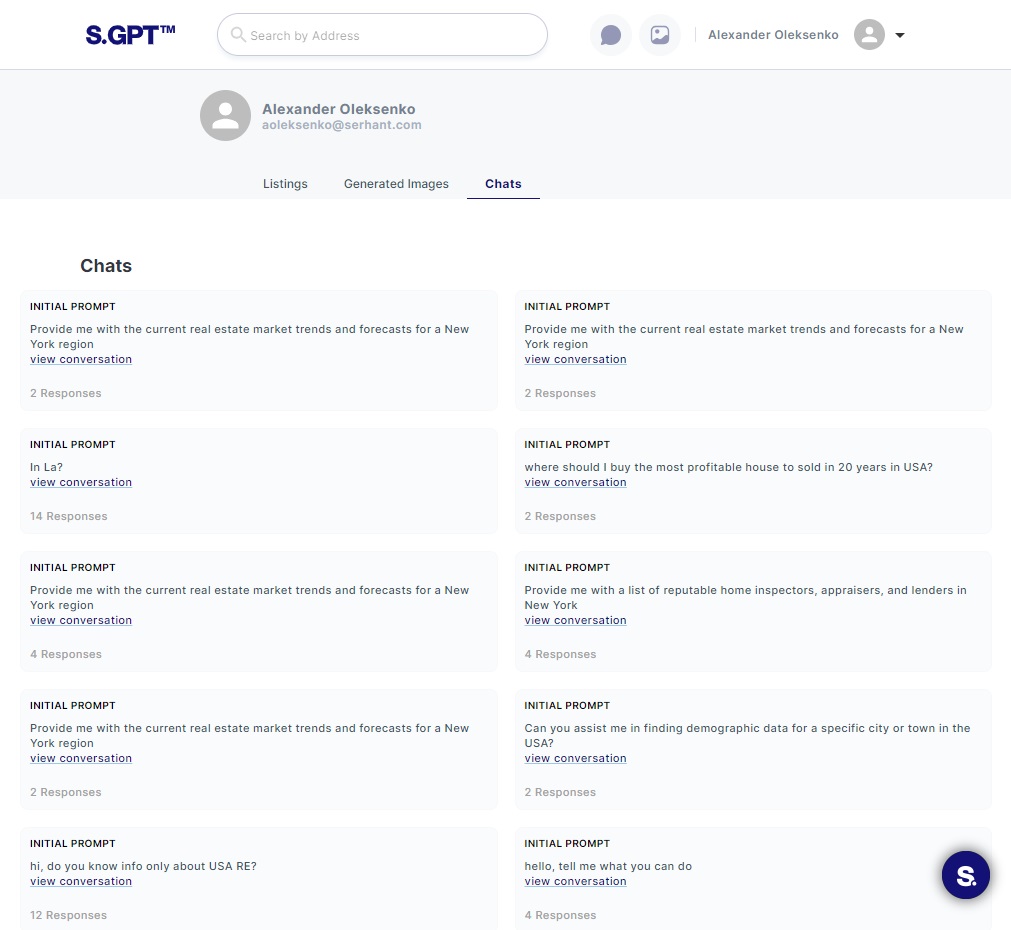 S.GPT™
Search by Address
Alexander Oleksenko
Alexander Oleksenko
aoleksenko@serhant.com
Listings
Generated Images
Chats
Chats
INITIAL PROMPT
Provide me with the current real estate market trends and forecasts for a New
York region
view conversation
2 Responses
INITIAL PROMPT
Provide me with the current real estate market trends and forecasts for a New
York region
view conversation
2 Responses
INITIAL PROMPT
In La?
view conversation
14 Responses
INITIAL PROMPT
where should I buy the most profitable house to sold in 20 years in USA?
view conversation
2 Responses
INITIAL PROMPT
Provide me with the current real estate market trends and forecasts for a New
York region
view conversation
4 Responses
INITIAL PROMPT
Provide me with a list of reputable home inspectors, appraisers, and lenders in
New York
view conversation
4 Responses
INITIAL PROMPT
Provide me with the current real estate market trends and forecasts for a New
York region
view conversation
2 Responses
INITIAL PROMPT
Can you assist me in finding demographic data for a specific city or town in the
USA?
view conversation
2 Responses
INITIAL PROMPT
hi, do you know info only about USA RE?
view conversation
12 Responses
INITIAL PROMPT
hello, tell me what you can do
view conversation
4 Responses
S.